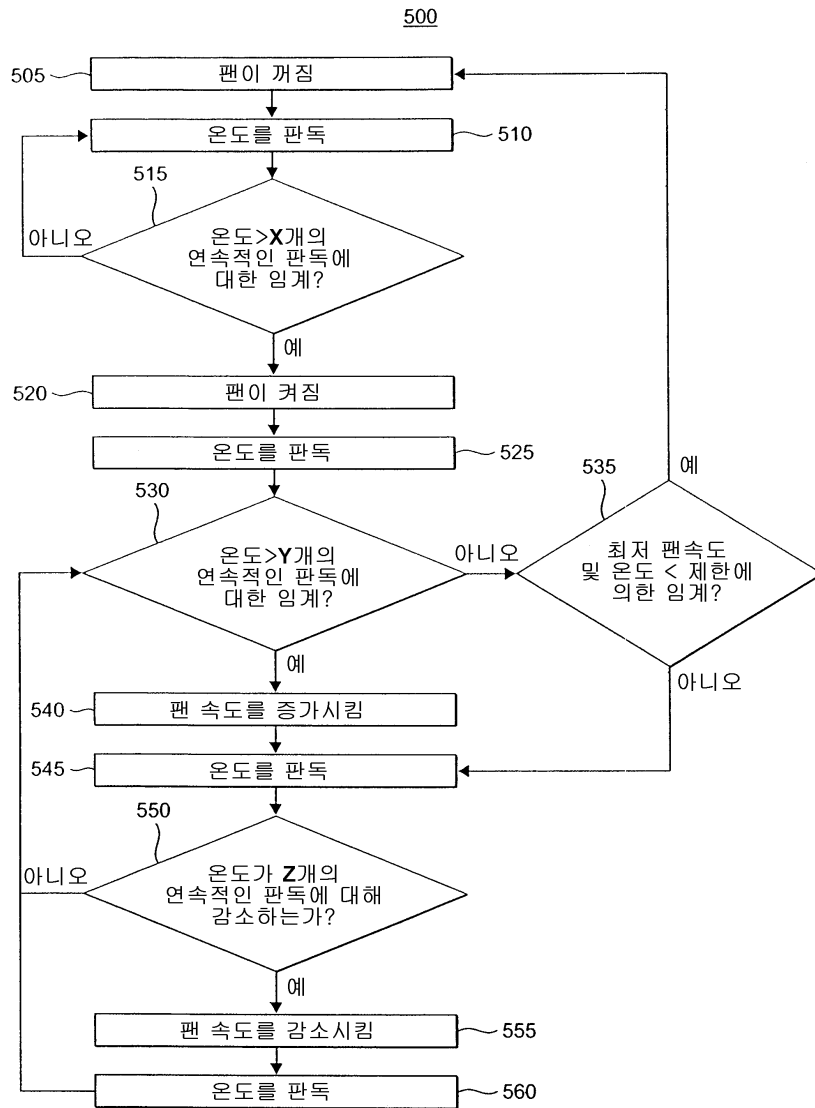 500
505
팬이 꺼짐
온도를 판독
510
515
온도>X개의
연속적인 판독에
대한 임계?
아니오
예
520
팬이 켜짐
온도를 판독
525
530
온도>Y개의
연속적인 판독에
대한 임계?
아니오
535
예
최저 팬속도
및 온도 < 제한에
의한 임계?
아니오
예
540
팬 속도를 증가시킴
545
온도를 판독
550
온도가 Z개의
연속적인 판독에 대해
감소하는가?
아니오
예
팬 속도를 감소시킴
555
온도를 판독
560